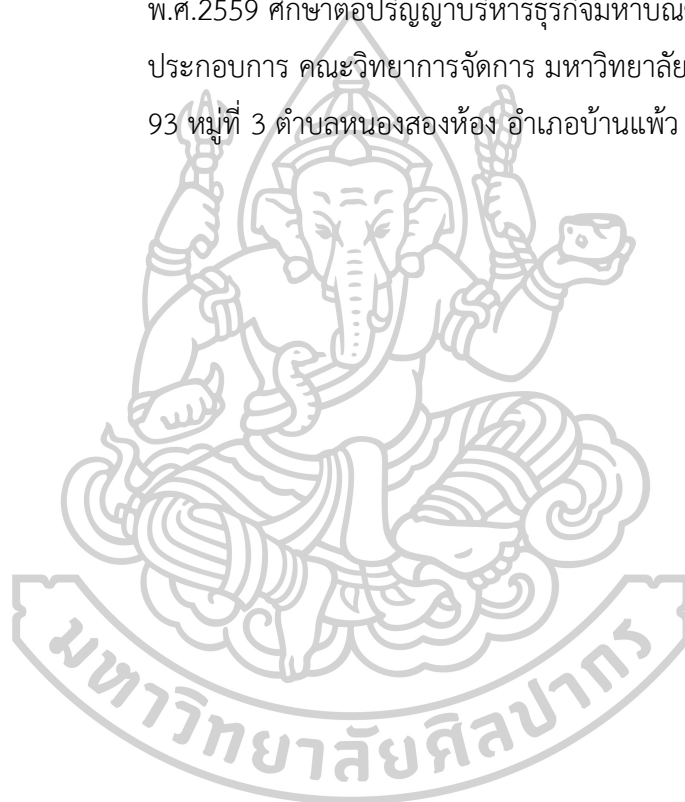 พ.ศ.2559 ศึกษาต่อปริญญาบริหารธุรกิจมหาบัณ
ประกอบการ คณะวิทยาการจัดการ มหาวิทยาลัย
93 หมู่ที่ 3 ตำบลหนองสองห้อง อำเภอบ้านแพ้ว
มหาวิทยาลัยศิลปากร